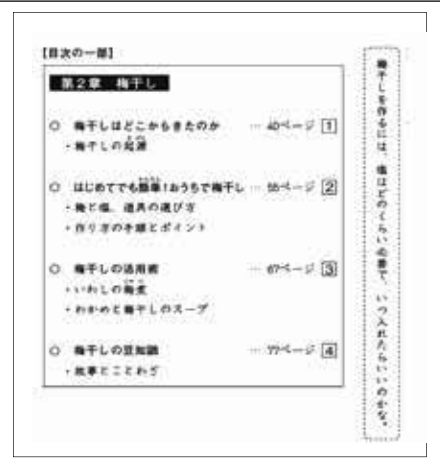 梅干しを作るには、塩はどのくらい必要で、いつ入れたらいいのかな。
【目次の一部】
第2章 梅干し
○ 梅干しはどこからきたのか … 40ページ 1
・梅干しの起源
○ はじめてでも簡単!おうちで梅干し … 55ページ 2
・梅と塩、道具の選び方
・作り方の手順とポイント
○ 梅干しの活用術 … 67ページ 3
・いわしの梅煮
・わかめと梅干しのスープ
○ 梅干しの豆知識 … 77ページ 4
・故事とことわざ